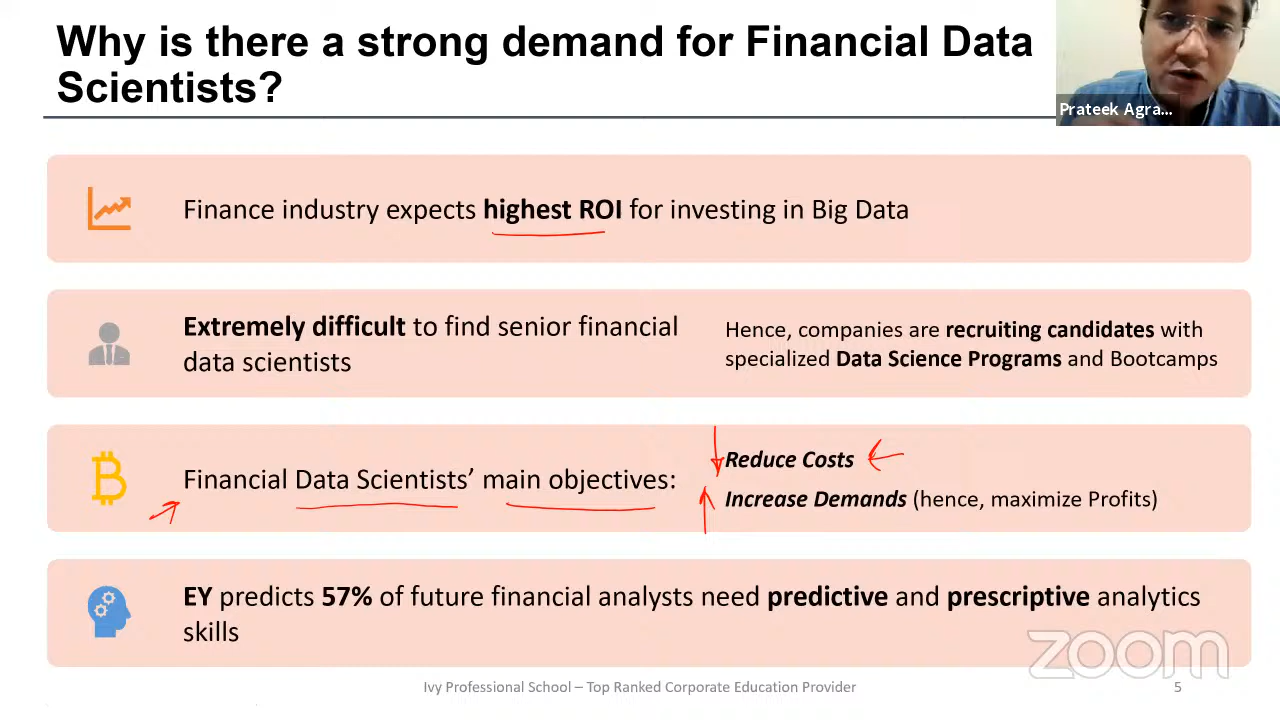 Why is there a strong demand for Financial Data
Scientists?
Prateek Agra...
Finance industry expects highest ROI for investing in Big Data
Extremely difficult to find senior financial
data scientists
Hence, companies are recruiting candidates with
specialized Data Science Programs and Bootcamps
Financial Data Scientists’ main objectives:
Reduce Costs
Increase Demands (hence, maximize Profits)
EY predicts 57% of future financial analysts need predictive and prescriptive analytics
skills
zoom
Ivy Professional School – Top Ranked Corporate Education Provider
5